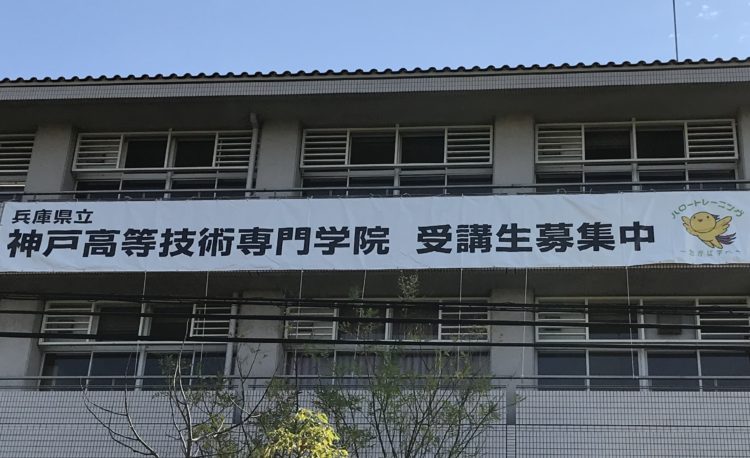 兵庫県立
神戸高等技術専門学院 受講生募集中
ハロートレーニング